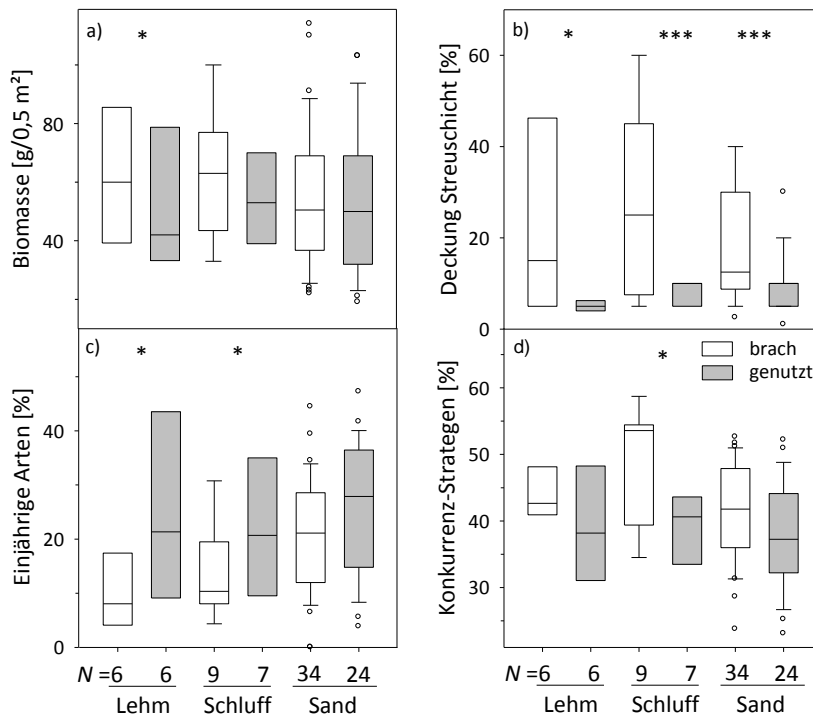 a)
*
Biomasse [g/0,5 m²]
80
40
b)
* *** ***
Deckung Streuschicht [%]
60
40
20
0
c)
* *
Einjährige Arten [%]
40
20
0
d)
*
brach
genutzt
Konkurrenz-Strategen [%]
60
50
40
30
N =6 6 9 7 34 24
Lehm Schluff Sand
9 7 34 24
6 6
Lehm Schluff Sand